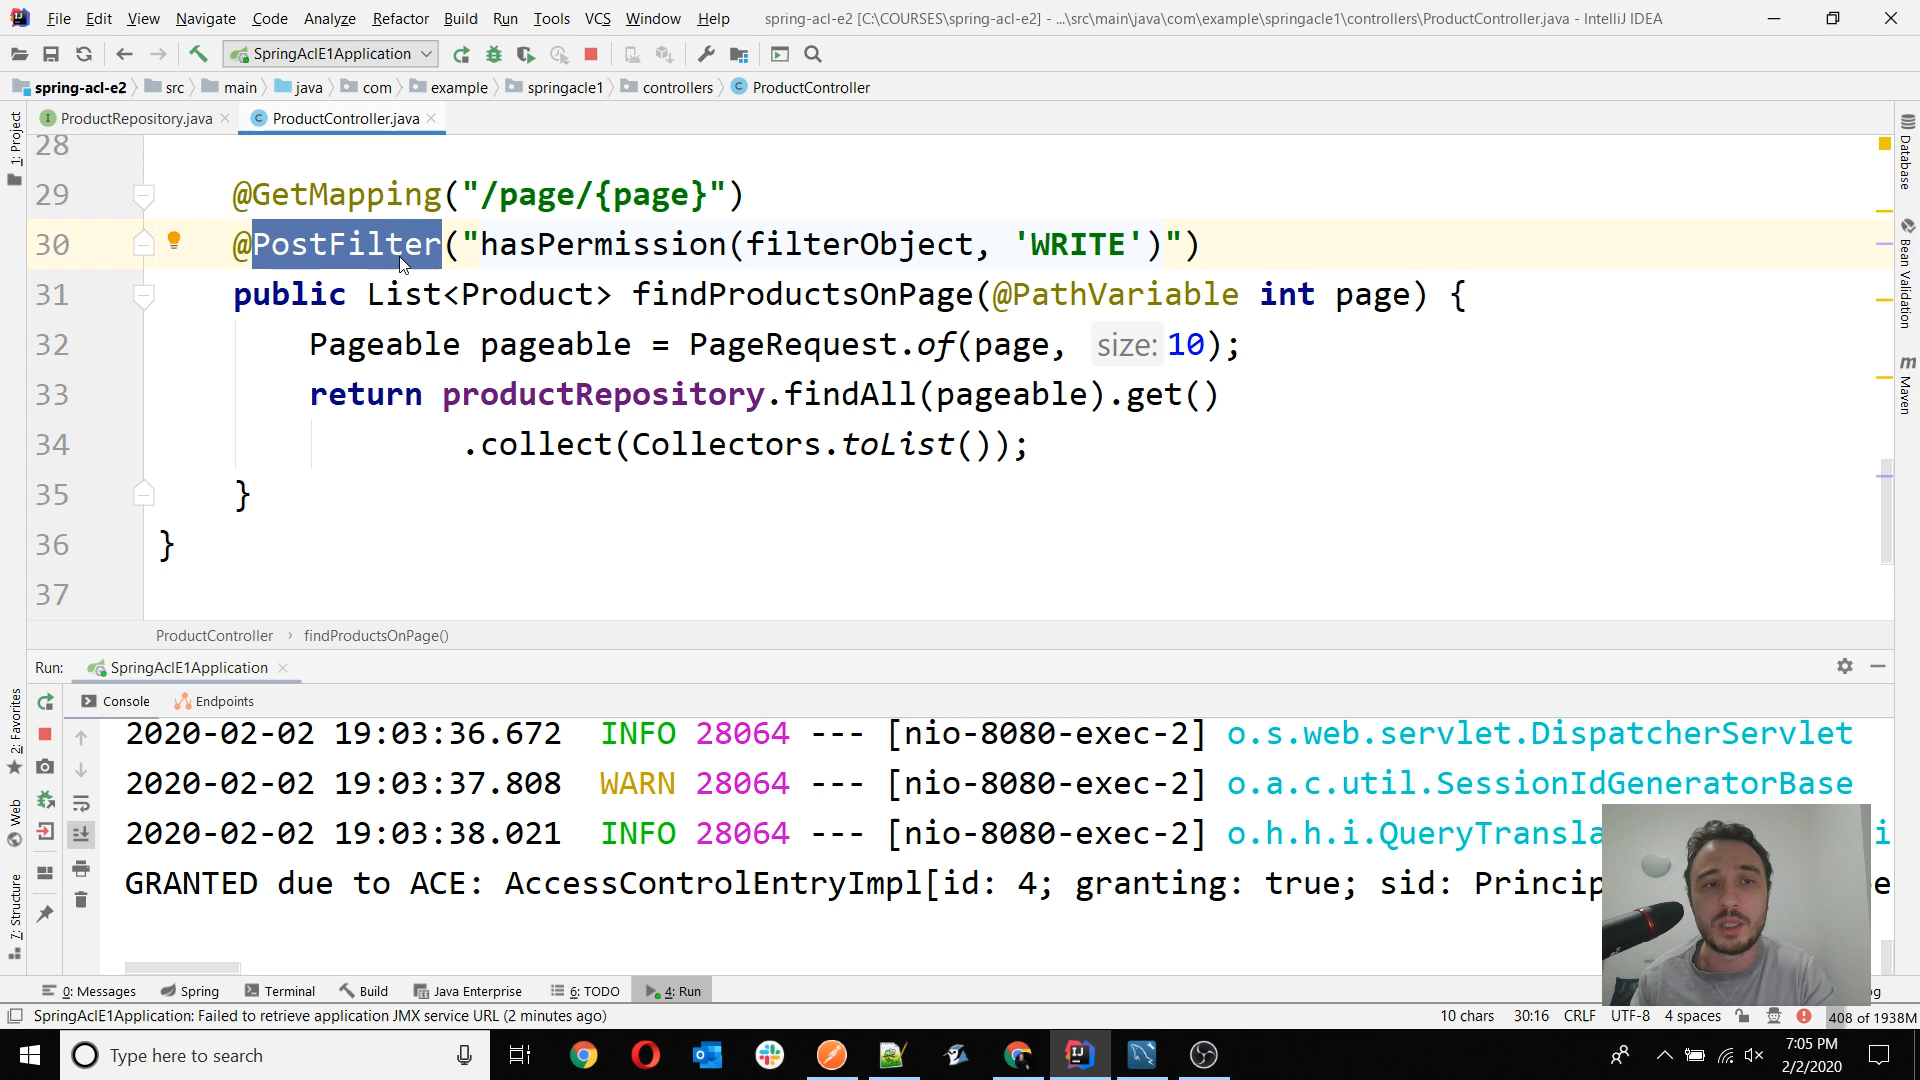 File Edit View Navigate Code Analyze Refactor Build Run Tools VCS Window Help spring-acl-e2 [C:\COURSES\spring-acl-e2] - ...\src\main\java\com\example\springacle1\controllers\ProductController.java - IntelliJ IDEA
SpringAclE1Application
spring-acl-e2 src main java com example springacle1 controllers ProductController
ProductRepository.java ProductController.java
1: Project
Database
Bean Validation
Maven
28
29 @GetMapping("/page/{page}")
30 @PostFilter("hasPermission(filterObject, 'WRITE')")
31 public List<Product> findProductsOnPage(@PathVariable int page) {
32 Pageable pageable = PageRequest.of(page, size: 10);
33 return productRepository.findAll(pageable).get()
34 .collect(Collectors.toList());
35 }
36 }
37
ProductController › findProductsOnPage()
Run: SpringAclE1Application
Console Endpoints
2: Favorites
Web
7: Structure
2020-02-02 19:03:36.672 INFO 28064 --- [nio-8080-exec-2] o.s.web.servlet.DispatcherServlet
2020-02-02 19:03:37.808 WARN 28064 --- [nio-8080-exec-2] o.a.c.util.SessionIdGeneratorBase
2020-02-02 19:03:38.021 INFO 28064 --- [nio-8080-exec-2] o.h.h.i.QueryTransla
GRANTED due to ACE: AccessControlEntryImpl[id: 4; granting: true; sid: Princip
0: Messages Spring Terminal Build Java Enterprise 6: TODO 4: Run
SpringAclE1Application: Failed to retrieve application JMX service URL (2 minutes ago) 10 chars 30:16 CRLF UTF-8 4 spaces 408 of 1938M
Type here to search
7:05 PM
2/2/2020